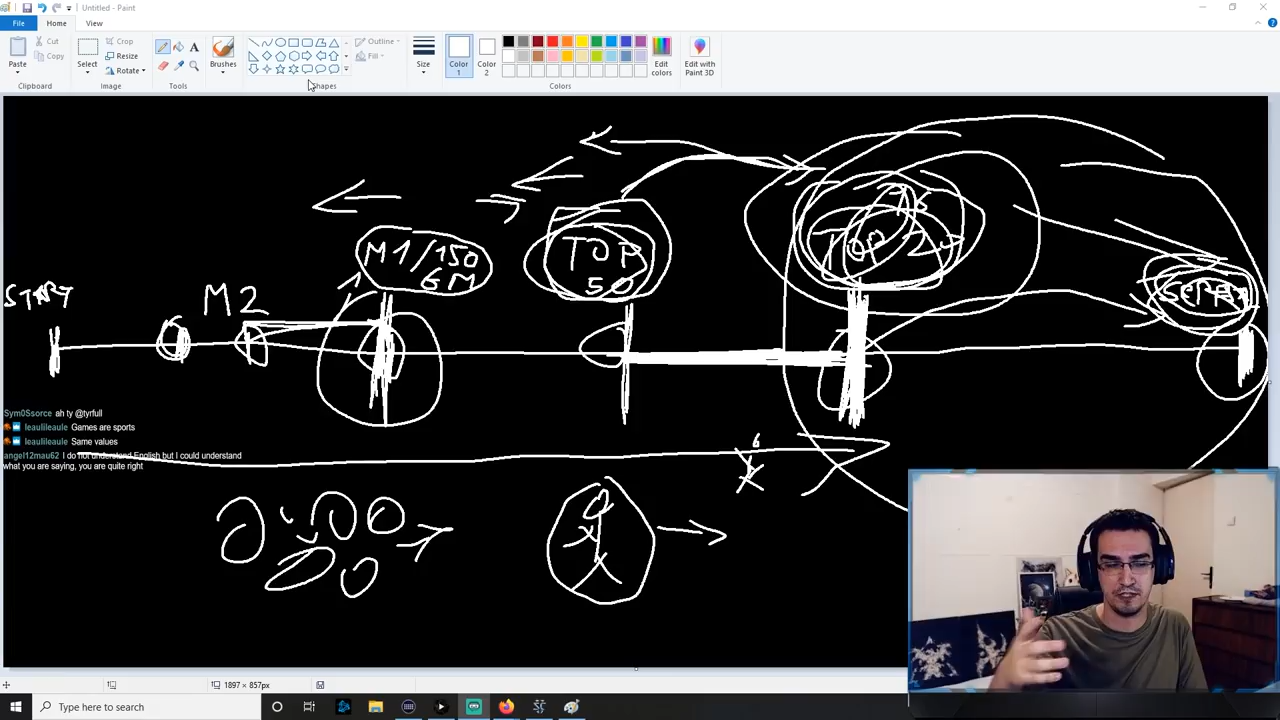 Untitled - Paint
File
Home
View
Paste
Cut
Copy
Clipboard
Select
Crop
Resize
Rotate
Image
Tools
Brushes
Shapes
Outline
Fill
Size
Color 1
Color 2
Edit colors
Colors
Edit with Paint 3D
START
M2
M1/150
6M
TOP
50
TOP
Sym0Ssorce ah ty @tyrfull
leaulileaule Games are sports
leaulileaule Same values
angel12mau62 I do not understand English but I could understand
what you are saying, you are quite right
6
1897 × 857px
Type here to search